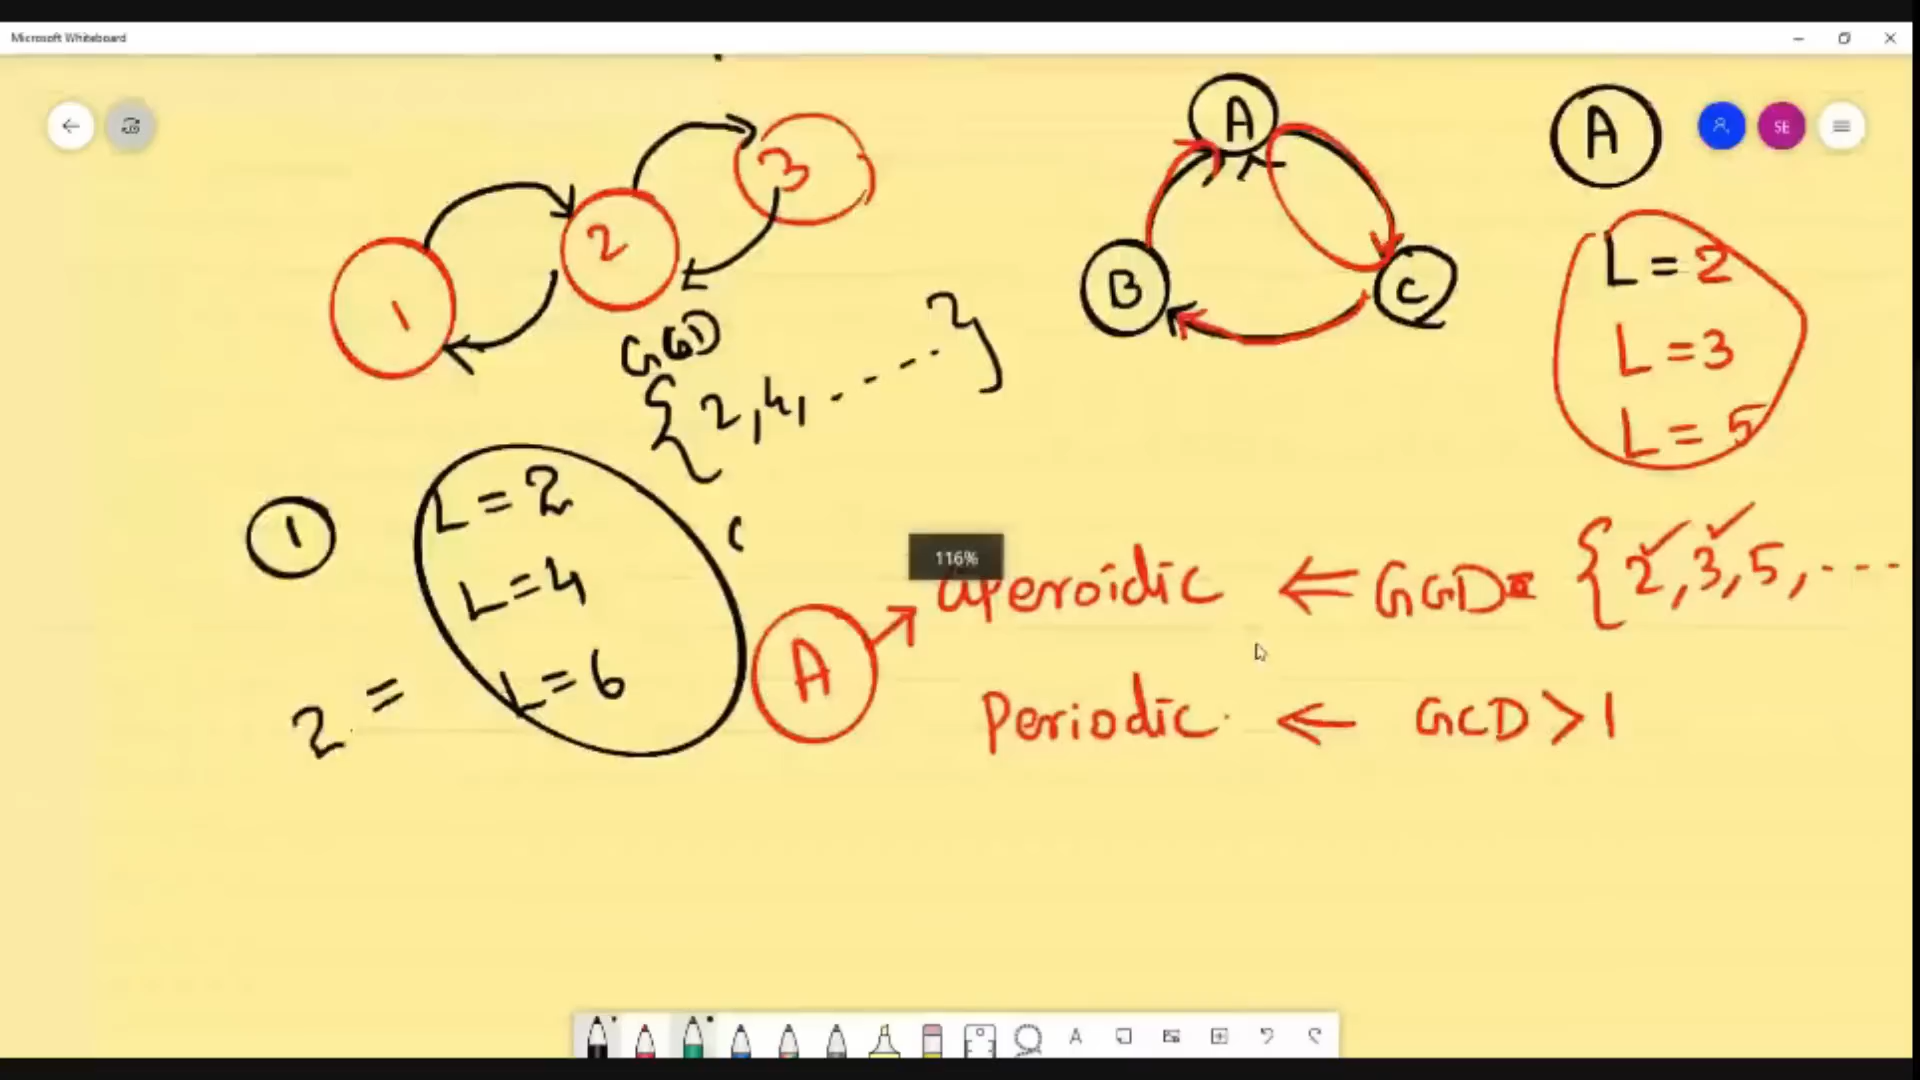 Microsoft Whiteboard
SE
1
2
3
GCD
{2,4, ......}
A
B
C
A
L = 2
L = 3
L = 5
1
L = 2
L = 4
L = 6
2 =
A
116%
aperoidic ⇐ GCD = {2,3,5,....
Periodic ⇐ GCD > 1
A